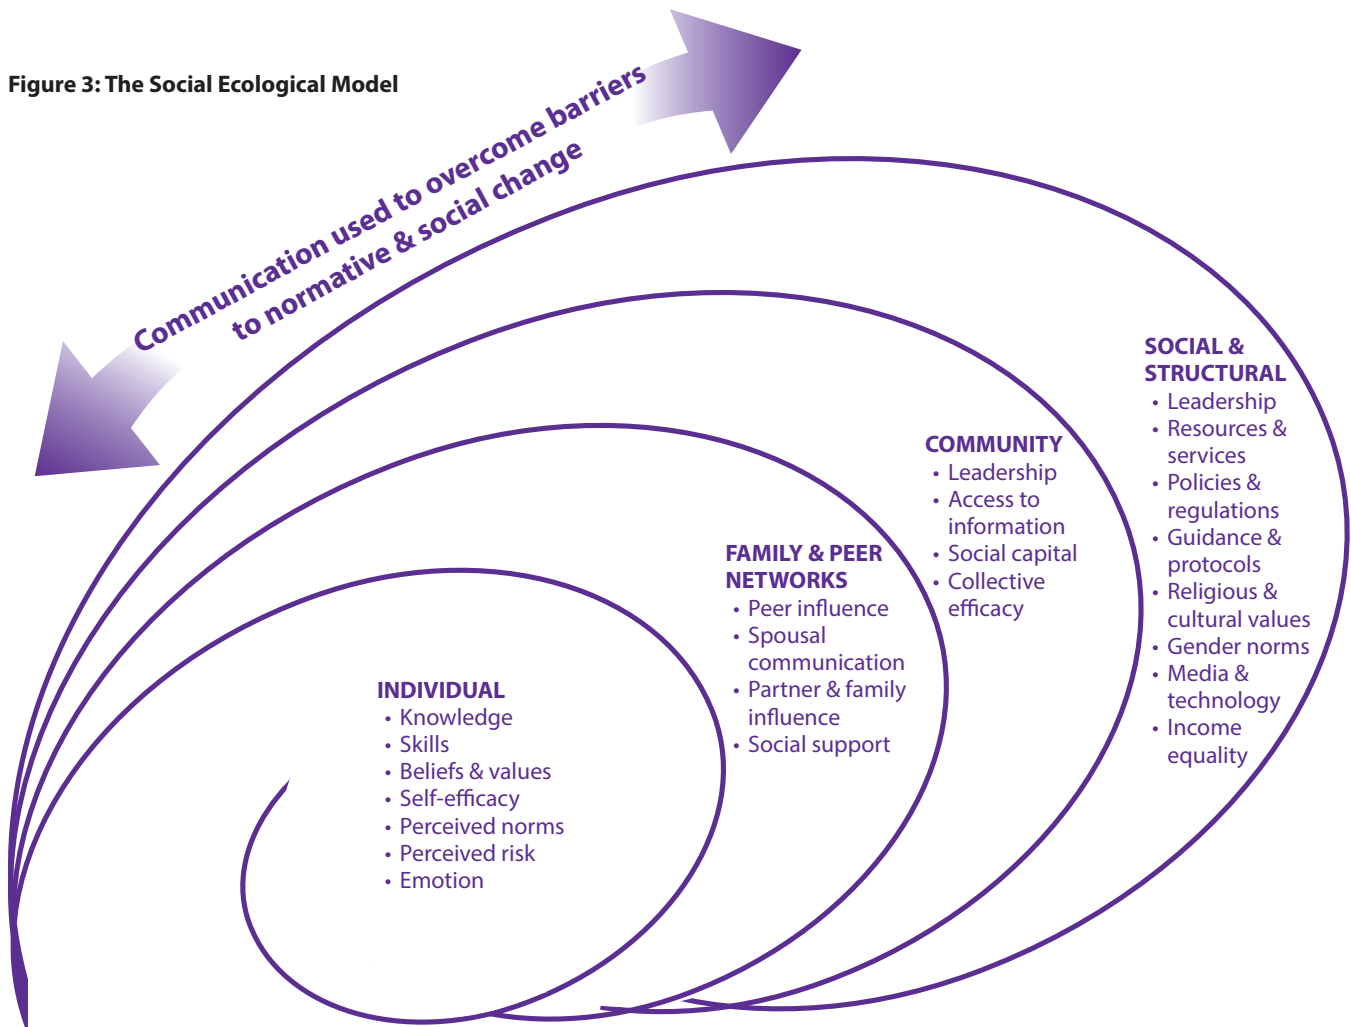 Figure 3: The Social Ecological Model
Communication used to overcome barriers
to normative & social change
INDIVIDUAL
• Knowledge
• Skills
• Beliefs & values
• Self-efficacy
• Perceived norms
• Perceived risk
• Emotion
FAMILY & PEER
NETWORKS
• Peer influence
• Spousal
communication
• Partner & family
influence
• Social support
COMMUNITY
• Leadership
• Access to
information
• Social capital
• Collective
efficacy
SOCIAL &
STRUCTURAL
• Leadership
• Resources &
services
• Policies &
regulations
• Guidance &
protocols
• Religious &
cultural values
• Gender norms
• Media &
technology
• Income
equality